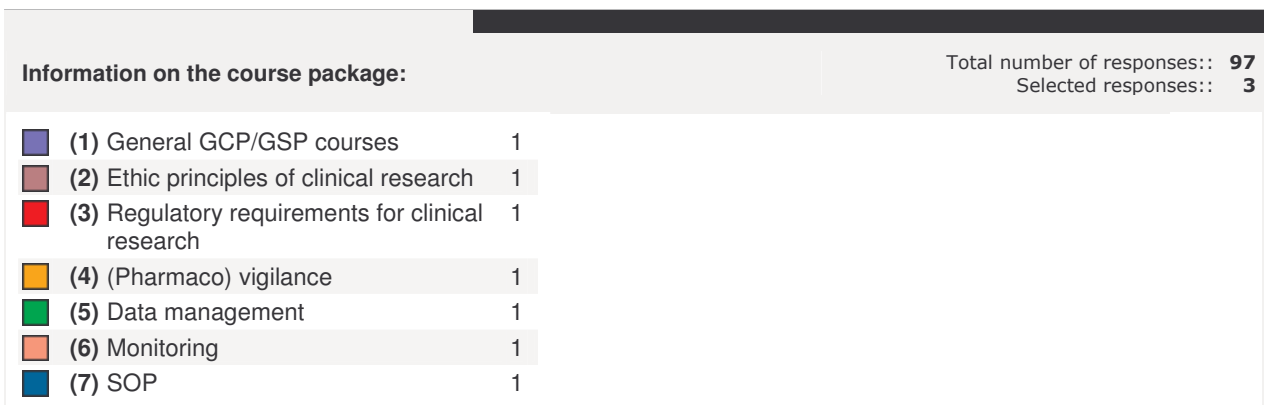 Information on the course package:
Total number of responses:: 97
Selected responses:: 3
(1) General GCP/GSP courses 1
(2) Ethic principles of clinical research 1
(3) Regulatory requirements for clinical 1
research
(4) (Pharmaco) vigilance 1
(5) Data management 1
(6) Monitoring 1
(7) SOP 1